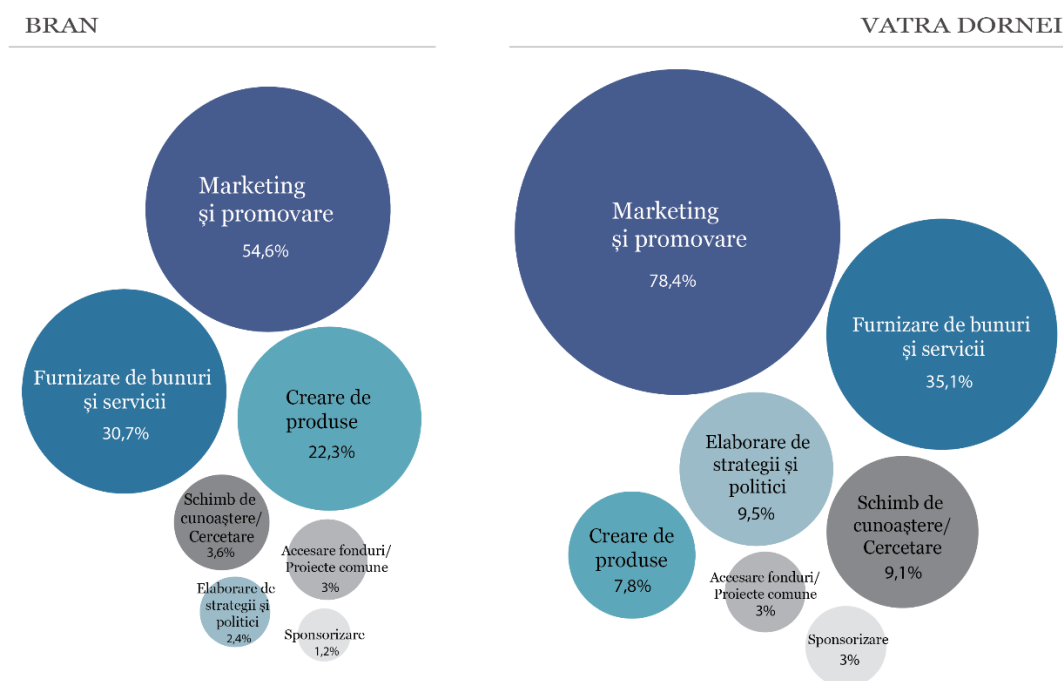 BRAN
Marketing
și promovare
54,6%
Furnizare de bunuri
și servicii
30,7%
Creare de
produse
22,3%
Schimb de
cunoaștere/
Cercetare
3,6%
Accesare fonduri/
Proiecte comune
3%
Elaborare de
strategii și
politici
2,4%
Sponsorizare
1,2%
VATRA DORNEI
Marketing
și promovare
78,4%
Furnizare de bunuri
și servicii
35,1%
Elaborare de
strategii și
politici
9,5%
Schimb de
cunoaștere/
Cercetare
9,1%
Creare de
produse
7,8%
Accesare fonduri/
Proiecte comune
3%
Sponsorizare
3%